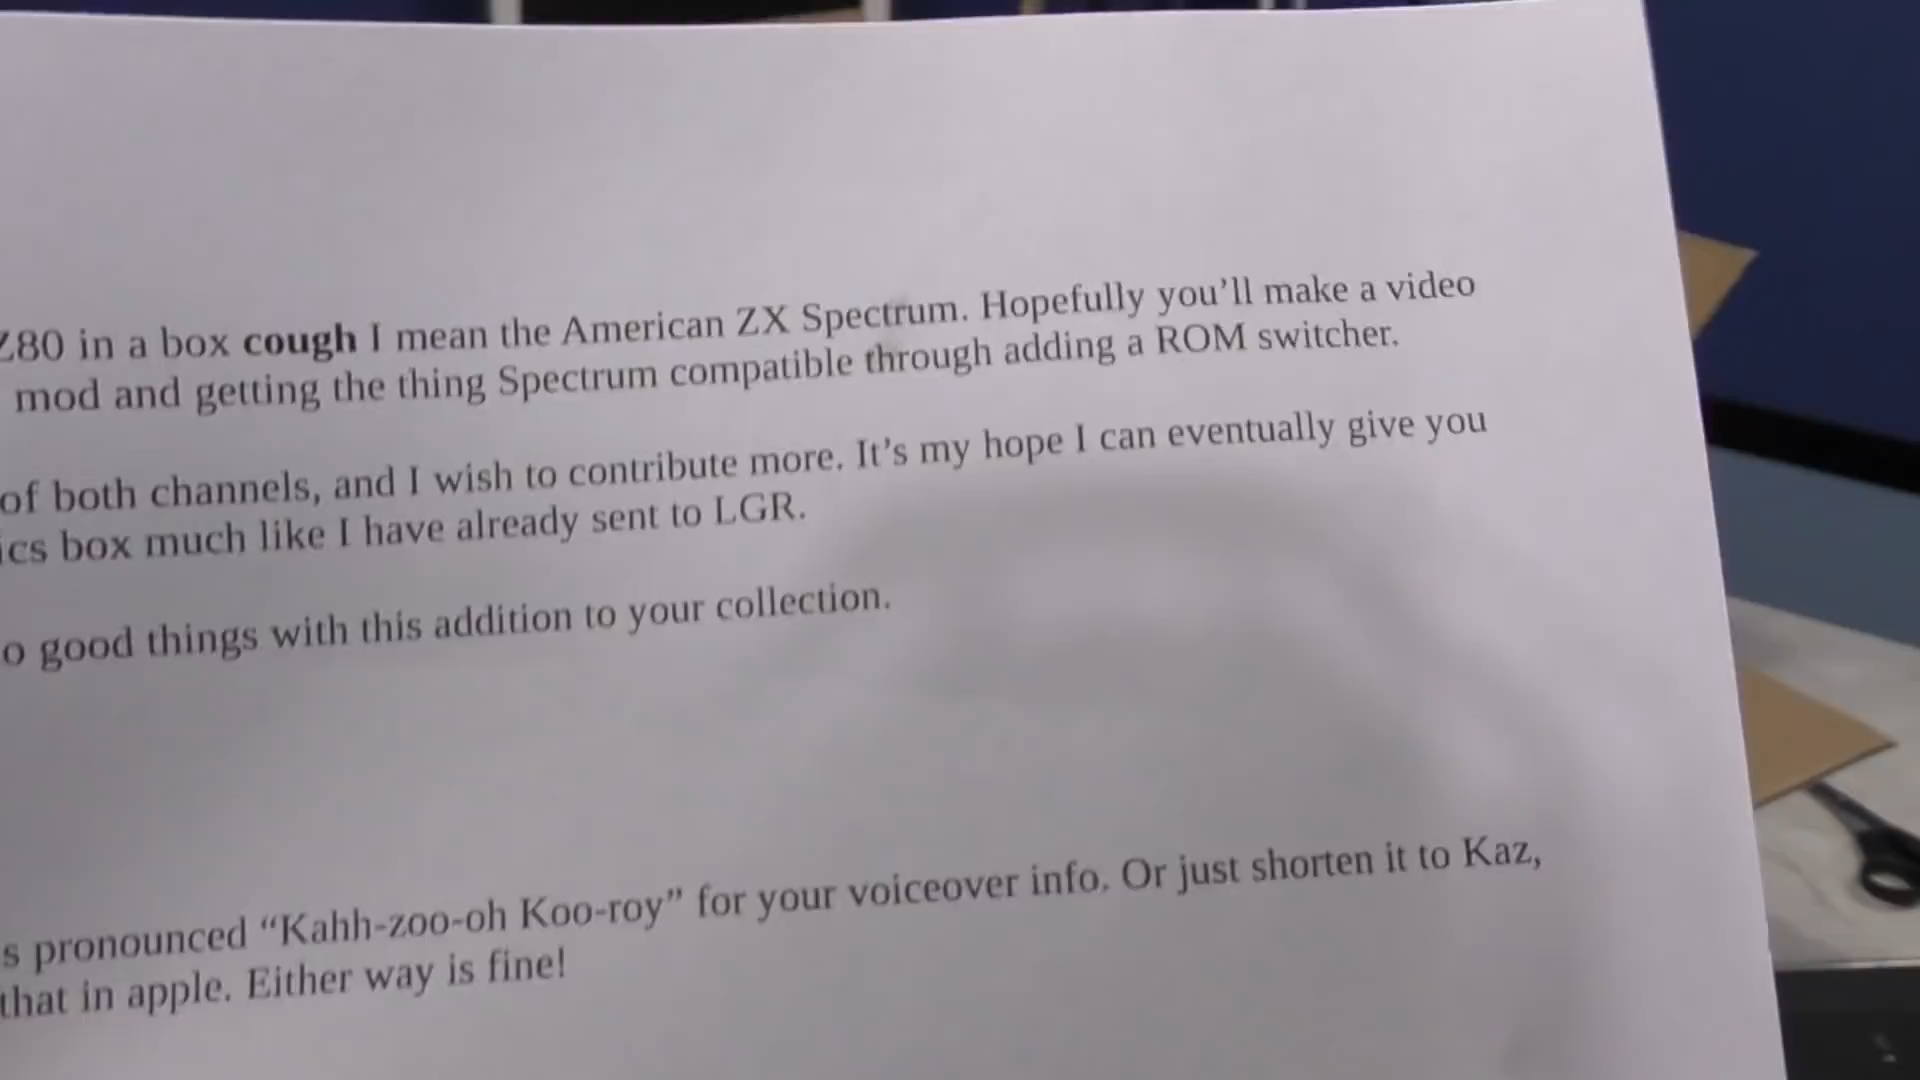 Z80 in a box cough I mean the American ZX Spectrum. Hopefully you’ll make a video
mod and getting the thing Spectrum compatible through adding a ROM switcher.
of both channels, and I wish to contribute more. It’s my hope I can eventually give you
ics box much like I have already sent to LGR.
o good things with this addition to your collection.
s pronounced “Kahh-zoo-oh Koo-roy” for your voiceover info. Or just shorten it to Kaz,
that in apple. Either way is fine!